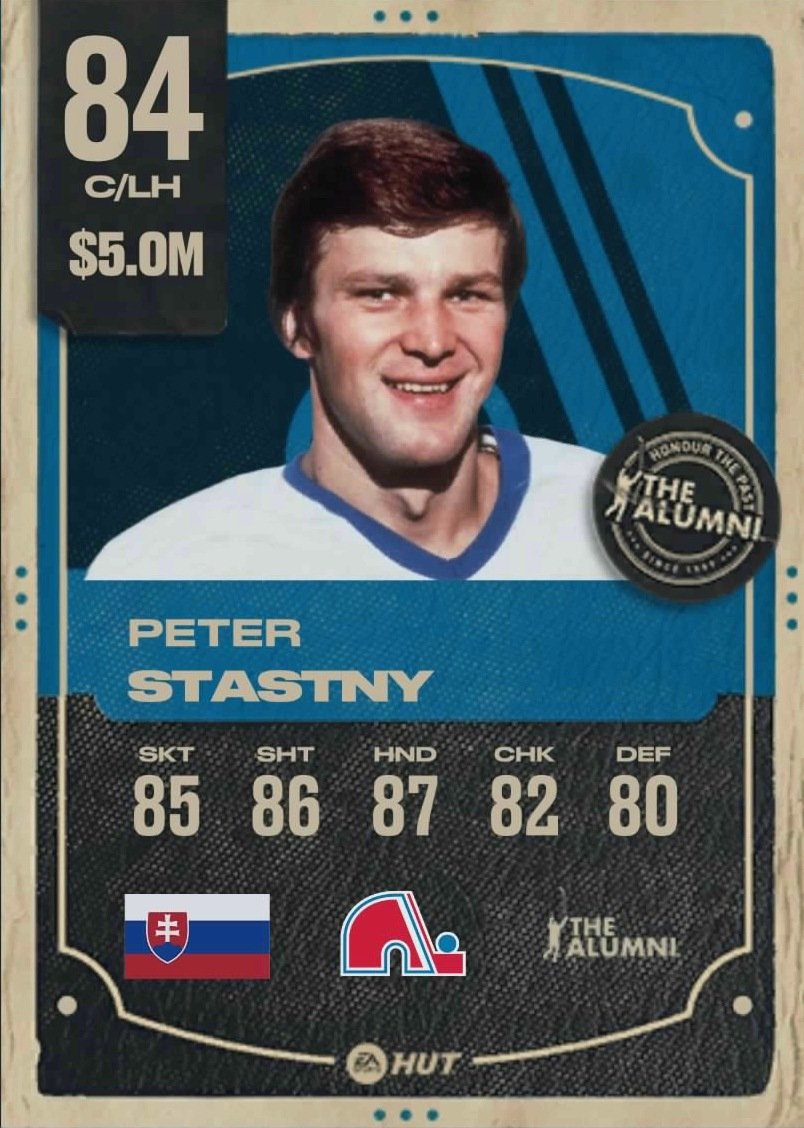 84
C/LH
$5.0M
HONOUR THE PAST
THE
ALUMNI
PETER
STASTNY
SKT SHT HND CHK DEF
85 86 87 82 80
THE
ALUMNI
EA HUT